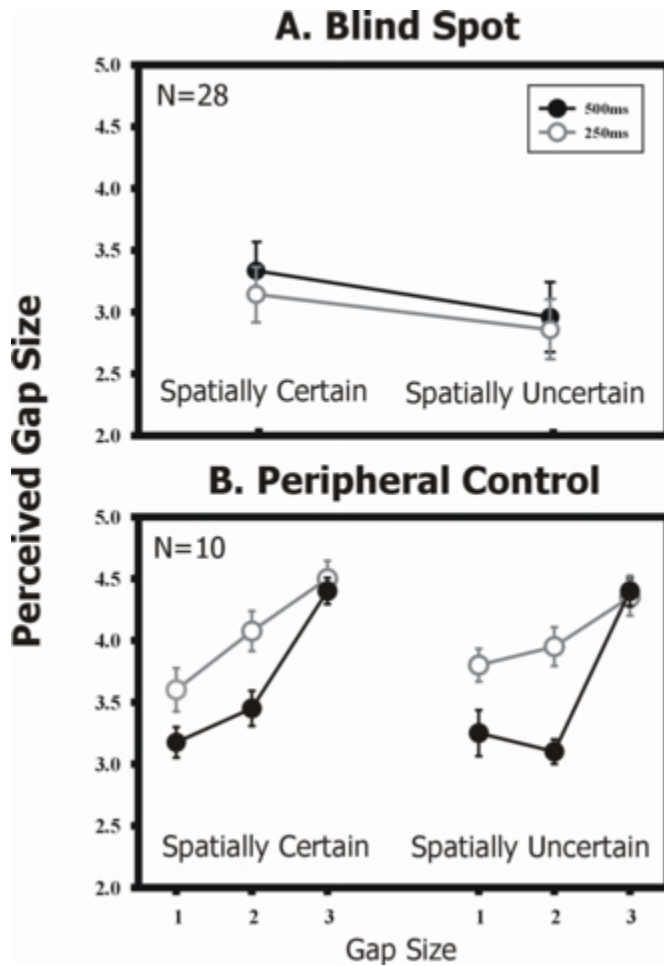 A. Blind Spot
N=28
500ms
250ms
5.0
4.5
4.0
3.5
3.0
2.5
2.0
Spatially Certain
Spatially Uncertain
Perceived Gap Size
B. Peripheral Control
N=10
5.0
4.5
4.0
3.5
3.0
2.5
2.0
Spatially Certain
Spatially Uncertain
1 2 3 1 2 3
Gap Size